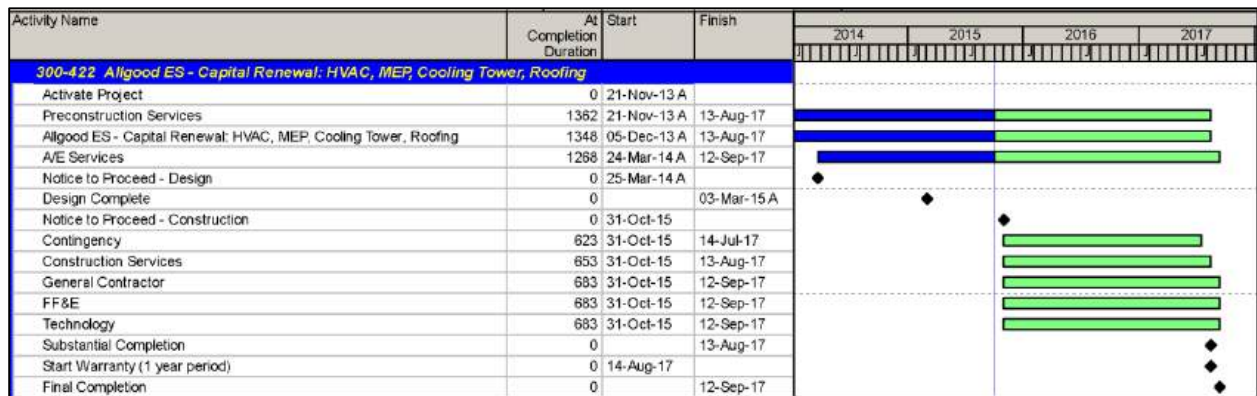 Activity Name At Completion Duration Start Finish
2014 2015 2016 2017
300-422 Allgood ES - Capital Renewal: HVAC, MEP, Cooling Tower, Roofing
Activate Project 0 21-Nov-13 A
Preconstruction Services 1362 21-Nov-13 A 13-Aug-17
Allgood ES - Capital Renewal: HVAC, MEP, Cooling Tower, Roofing 1348 05-Dec-13 A 13-Aug-17
A/E Services 1268 24-Mar-14 A 12-Sep-17
Notice to Proceed - Design 0 25-Mar-14 A
Design Complete 0 03-Mar-15 A
Notice to Proceed - Construction 0 31-Oct-15
Contingency 623 31-Oct-15 14-Jul-17
Construction Services 653 31-Oct-15 13-Aug-17
General Contractor 683 31-Oct-15 12-Sep-17
FF&E 683 31-Oct-15 12-Sep-17
Technology 683 31-Oct-15 12-Sep-17
Substantial Completion 0 13-Aug-17
Start Warranty (1 year period) 0 14-Aug-17
Final Completion 0 12-Sep-17